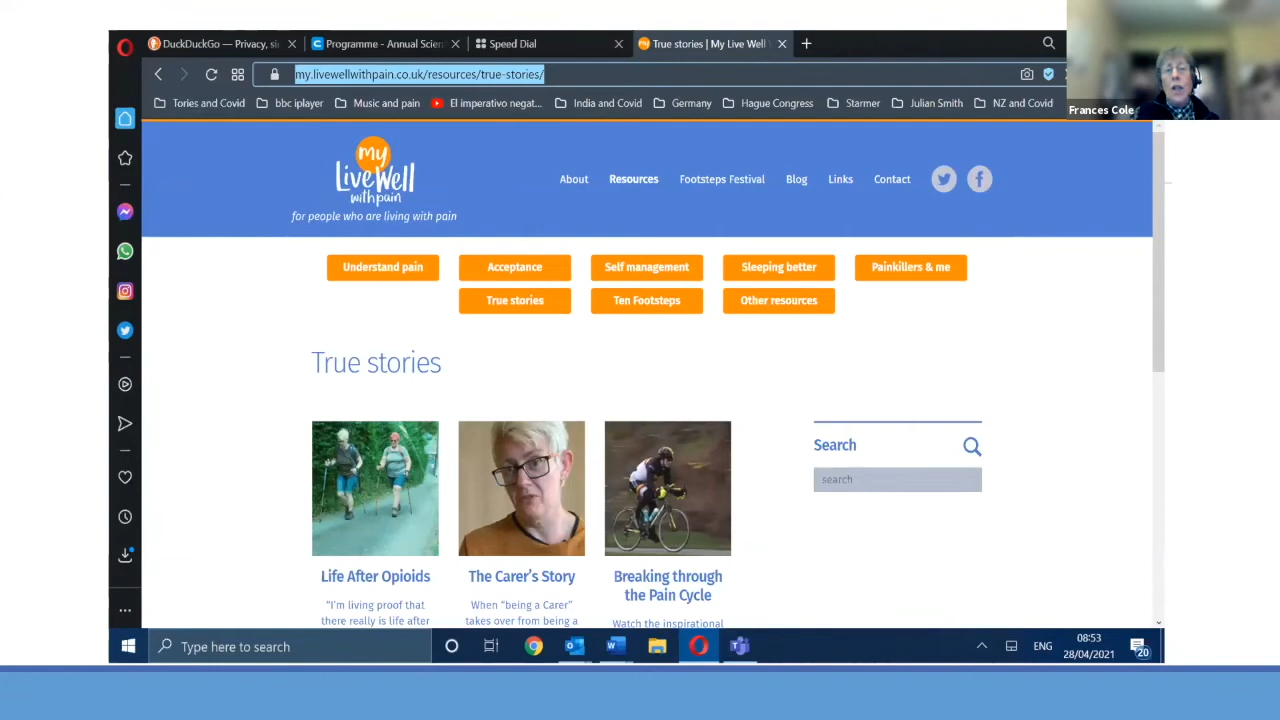 DuckDuckGo — Privacy, si
Programme - Annual Scien
Speed Dial
True stories | My Live Well
my.livewellwithpain.co.uk/resources/true-stories/
Tories and Covid
bbc iplayer
Music and pain
El imperativo negat...
India and Covid
Germany
Hague Congress
Starmer
Julian Smith
NZ and Covid
Frances Cole
my
LiveWell
with pain
for people who are living with pain
About
Resources
Footsteps Festival
Blog
Links
Contact
Understand pain
Acceptance
Self management
Sleeping better
Painkillers & me
True stories
Ten Footsteps
Other resources
True stories
Search
search
Life After Opioids
The Carer's Story
Breaking through
the Pain Cycle
"I'm living proof that
there really is life after
When "being a Carer"
takes over from being a
Watch the inspirational
Type here to search
ENG
08:53
28/04/2021
20